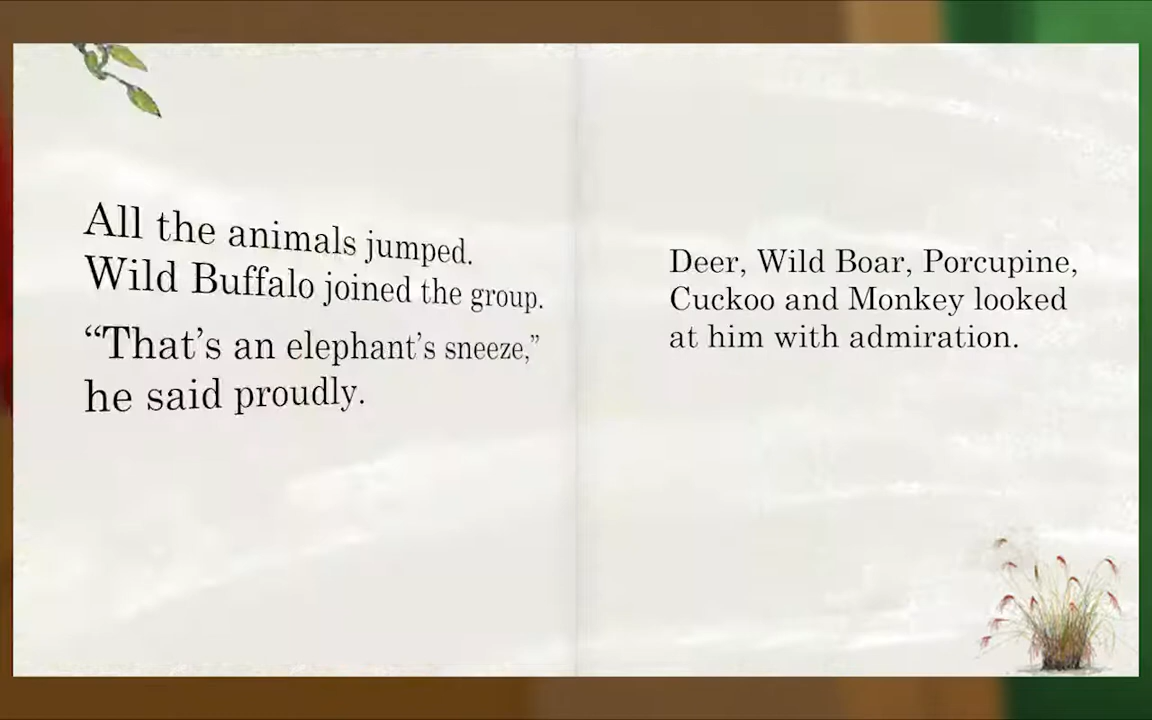 All the animals jumped.
Wild Buffalo joined the group.
“That’s an elephant’s sneeze,”
he said proudly.
Deer, Wild Boar, Porcupine,
Cuckoo and Monkey looked
at him with admiration.